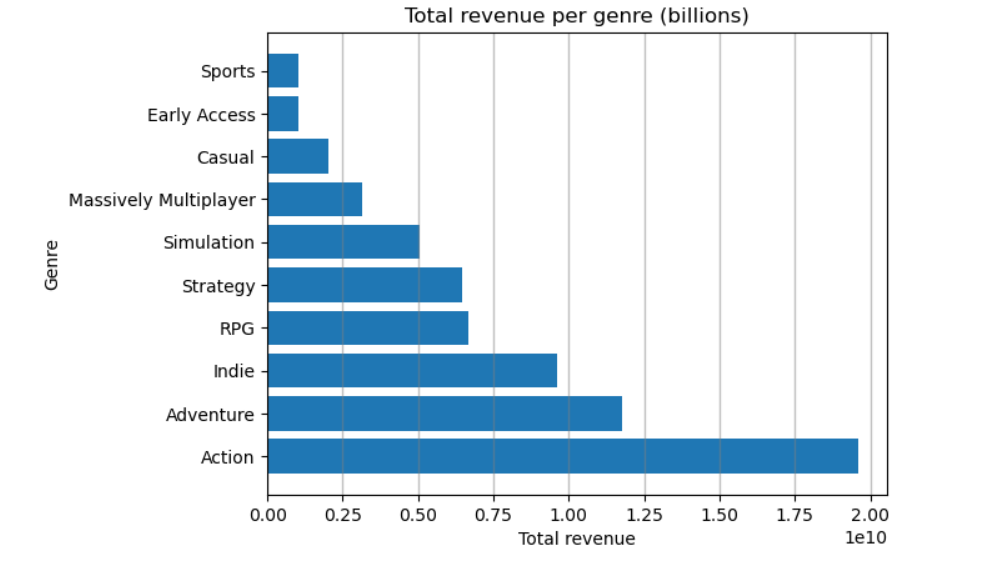 Total revenue per genre (billions)
Sports
Early Access
Casual
Massively Multiplayer
Simulation
Strategy
RPG
Indie
Adventure
Action
Genre
0.00 0.25 0.50 0.75 1.00 1.25 1.50 1.75 2.00
1e10
Total revenue